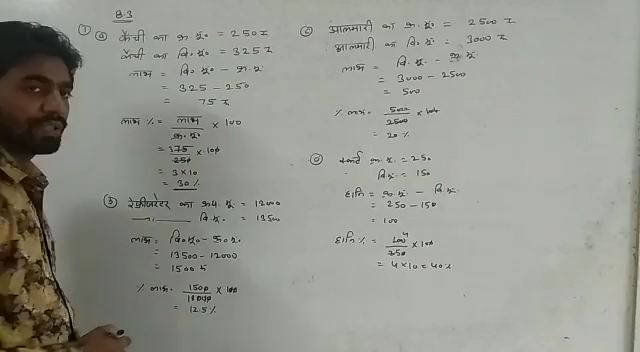 8.3
① ⓐ कैंची का क्र॰ मू॰ = 250 ₹
कैंची का वि॰ मू॰ = 325 ₹
लाभ = वि॰ मू॰ - क्र॰ मू॰
= 325 - 250
= 75 ₹
लाभ % = लाभ / क्र॰ मू॰ × 100
= 75 / 250 × 100
= 3 × 10
= 30 %
ⓑ रेफ्रीजरेटर का क्र॰ मू॰ = 12000
वि॰ मू॰ = 13500
लाभ = वि॰ मू॰ - क्र॰ मू॰
= 13500 - 12000
= 1500 ₹
% लाभ = 1500 / 12000 × 100
= 12.5 %
ⓒ आलमारी का क्र॰ मू॰ = 2500 ₹
आलमारी का वि॰ मू॰ = 3000 ₹
लाभ = वि॰ मू॰ - क्र॰ मू॰
= 3000 - 2500
= 500
% लाभ = 500 / 2500 × 100
= 20 %
ⓓ स्कर्ट क्र॰ मू॰ = 250
वि॰ मू॰ = 150
हानि = क्र॰ मू॰ - वि॰ मू॰
= 250 - 150
= 100
हानि % = 100 / 250 × 100
= 4 × 10 = 40 %